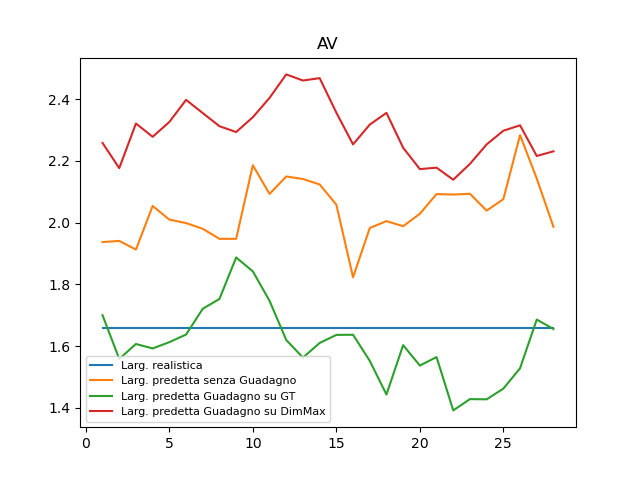 AV
2.4
2.2
2.0
1.8
1.6
1.4
Larg. realistica
Larg. predetta senza Guadagno
Larg. predetta Guadagno su GT
Larg. predetta Guadagno su DimMax
0 5 10 15 20 25